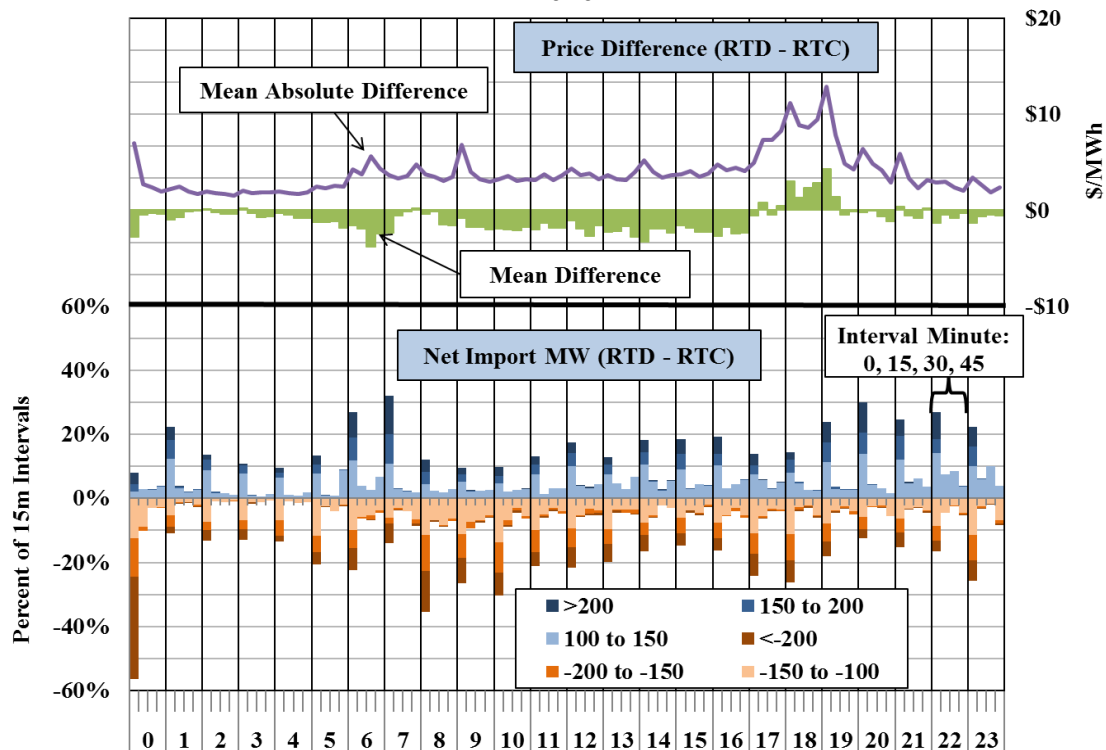 $20
Price Difference (RTD - RTC)
Mean Absolute Difference
$10
$/MWh
$0
Mean Difference
60%
-$10
Interval Minute:
0, 15, 30, 45
Net Import MW (RTD - RTC)
40%
20%
0%
-20%
-40%
-60%
Percent of 15m Intervals
>200
150 to 200
100 to 150
<-200
-200 to -150
-150 to -100
0 1 2 3 4 5 6 7 8 9 10 11 12 13 14 15 16 17 18 19 20 21 22 23